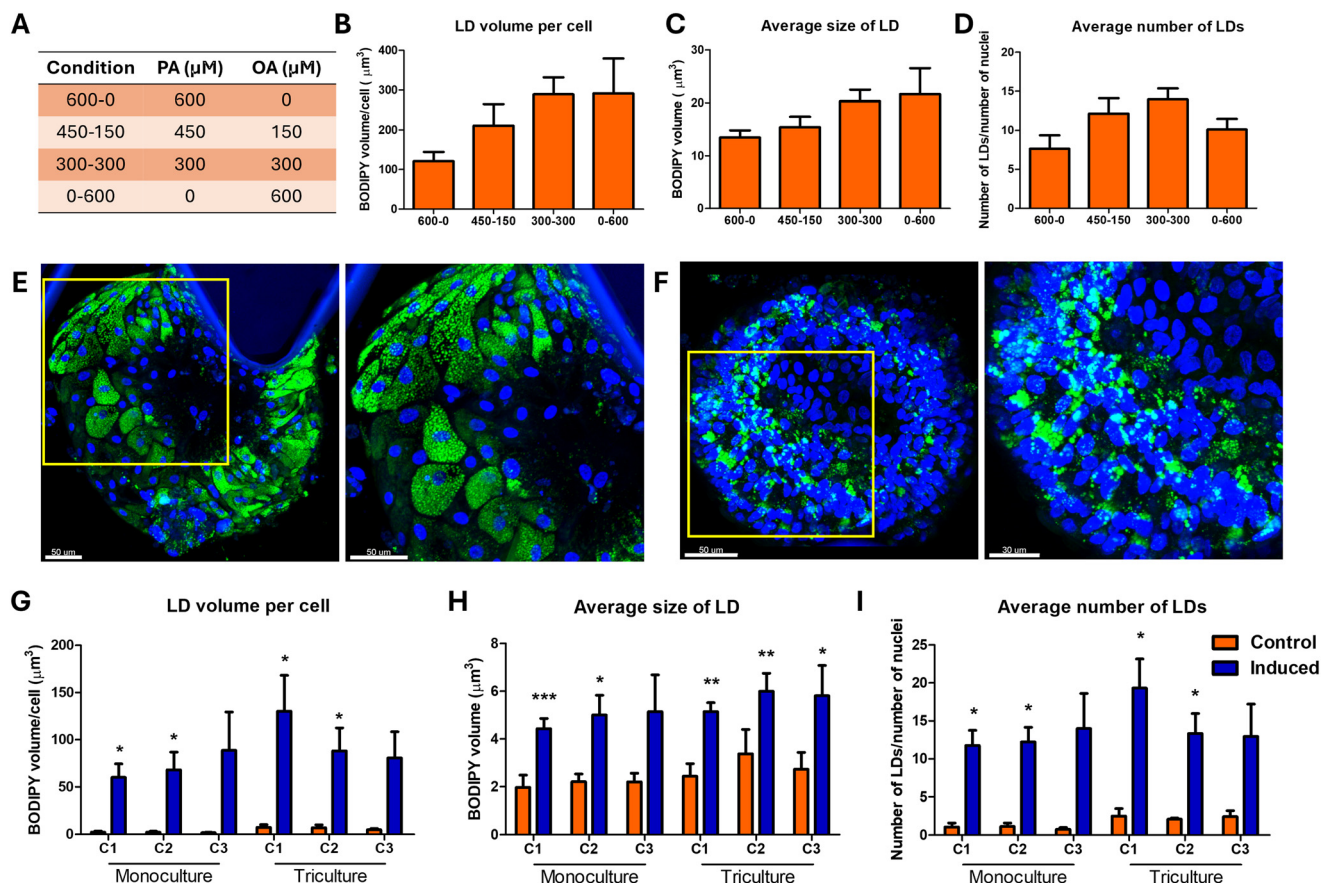 A
Condition PA (µM) OA (µM)
600-0 600 0
450-150 450 150
300-300 300 300
0-600 0 600
B
LD volume per cell
BODIPY volume/cell ( µm³)
400
300
200
100
0
600-0 450-150 300-300 0-600
C
Average size of LD
BODIPY volume ( µm³)
30
20
10
0
600-0 450-150 300-300 0-600
D
Average number of LDs
Number of LDs/number of nuclei
20
15
10
5
0
600-0 450-150 300-300 0-600
E
50 um
50 um
F
50 um
30 um
G
LD volume per cell
BODIPY volume/cell (µm³)
200
150
100
50
0
* * * *
C1 C2 C3 C1 C2 C3
Monoculture Triculture
H
Average size of LD
BODIPY volume (µm³)
8
6
4
2
0
*** * ** ** *
C1 C2 C3 C1 C2 C3
Monoculture Triculture
I
Average number of LDs
Number of LDs/number of nuclei
25
20
15
10
5
0
* * * *
Control
Induced
C1 C2 C3 C1 C2 C3
Monoculture Triculture